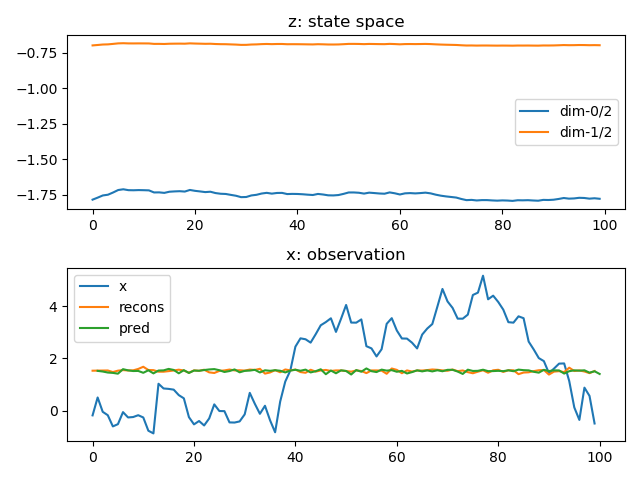 z: state space
−0.75
−1.00
−1.25
−1.50
−1.75
dim-0/2
dim-1/2
0 20 40 60 80 100
x: observation
4
2
0
x
recons
pred
0 20 40 60 80 100